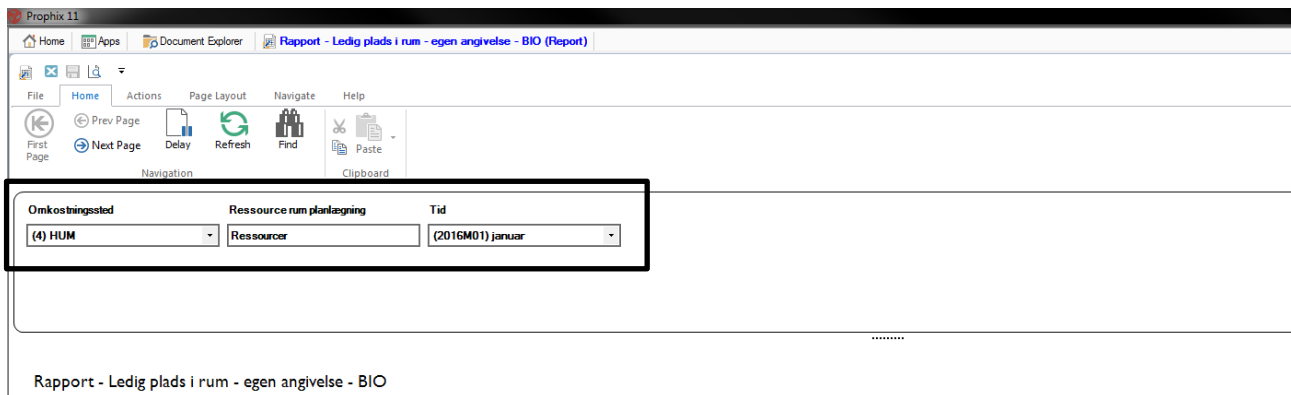 Prophix 11
Home Apps Document Explorer Rapport - Ledig plads i rum - egen angivelse - BIO (Report)
File Home Actions Page Layout Navigate Help
First Page
Prev Page
Next Page
Delay
Refresh
Find
Paste
Navigation Clipboard
Omkostningssted Ressource rum planlægning Tid
(4) HUM Ressourcer (2016M01) januar
Rapport - Ledig plads i rum - egen angivelse - BIO